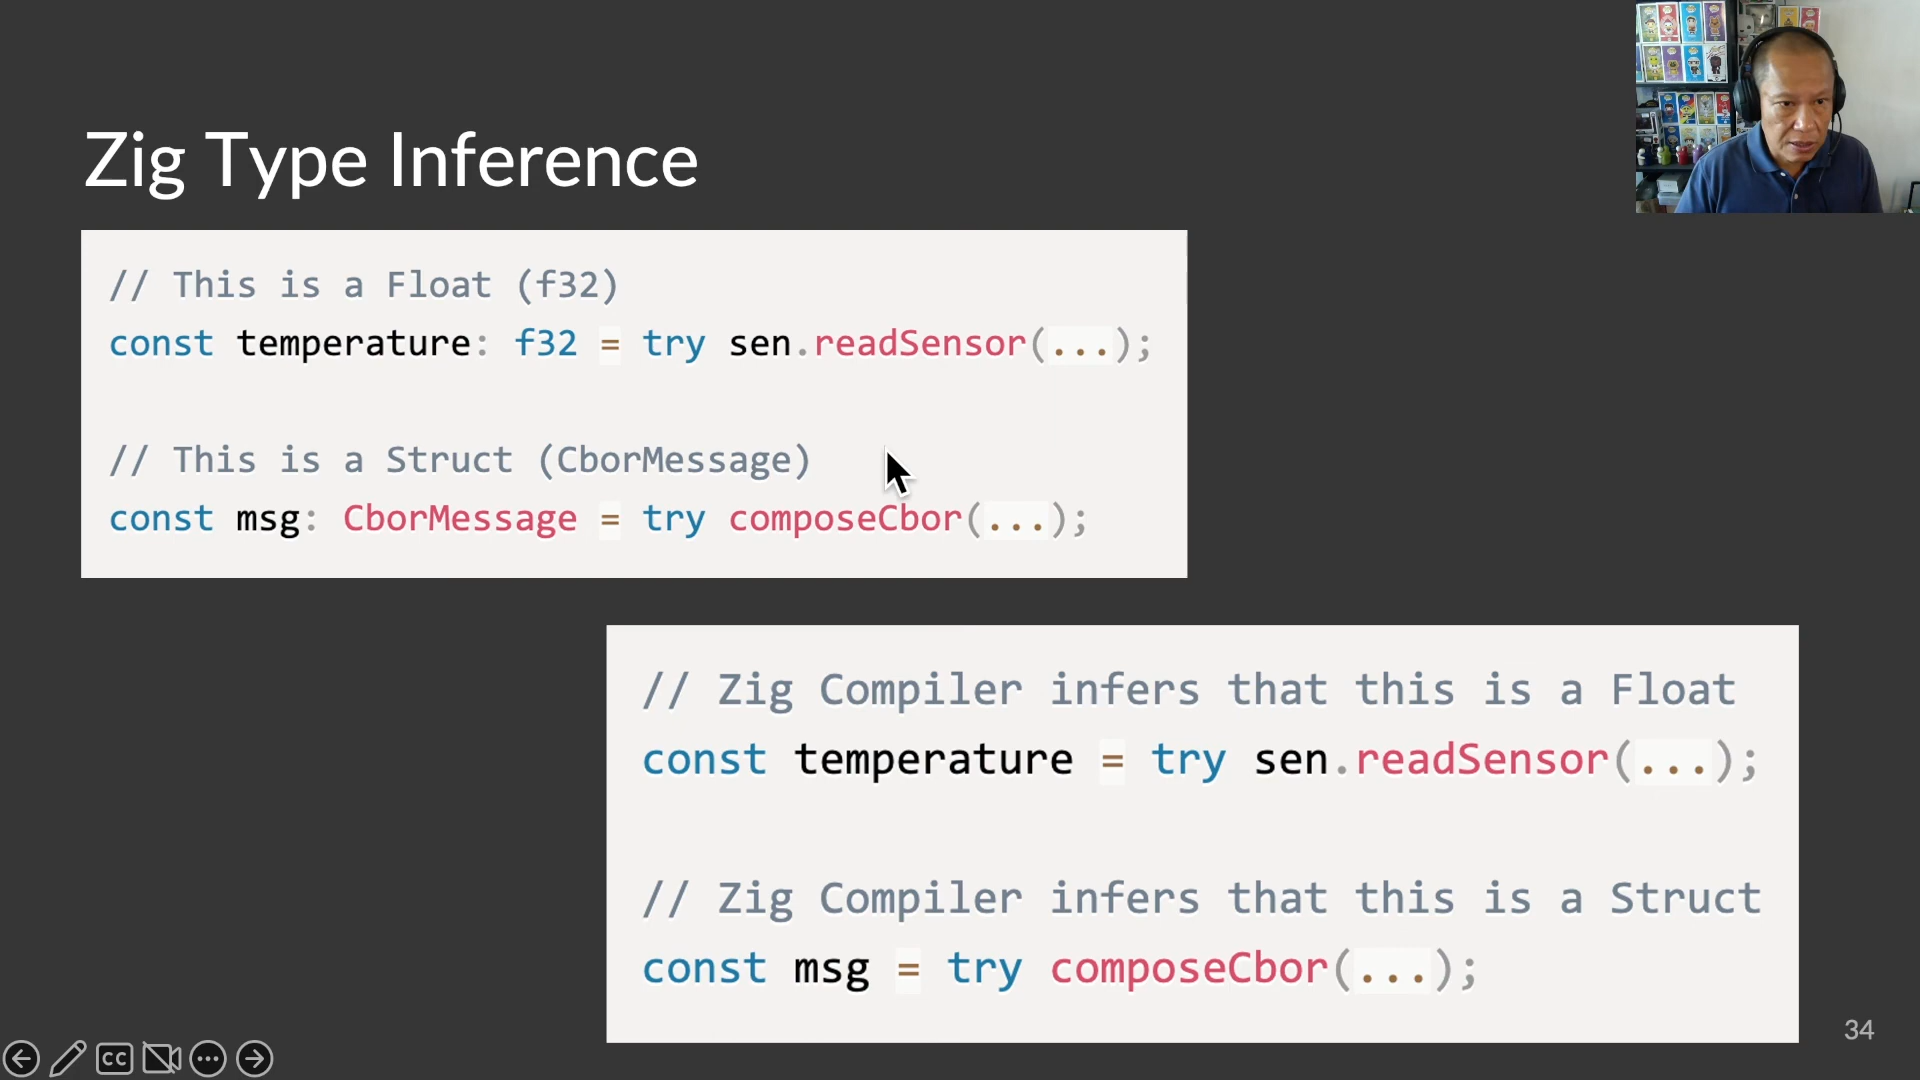 Zig Type Inference
// This is a Float (f32)
const temperature: f32 = try sen.readSensor(...);
// This is a Struct (CborMessage)
const msg: CborMessage = try composeCbor(...);
// Zig Compiler infers that this is a Float
const temperature = try sen.readSensor(...);
// Zig Compiler infers that this is a Struct
const msg = try composeCbor(...);
34
CC